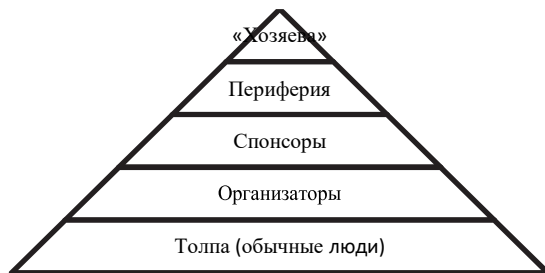 «Хозяева»
Периферия
Спонсоры
Организаторы
Толпа (обычные люди)